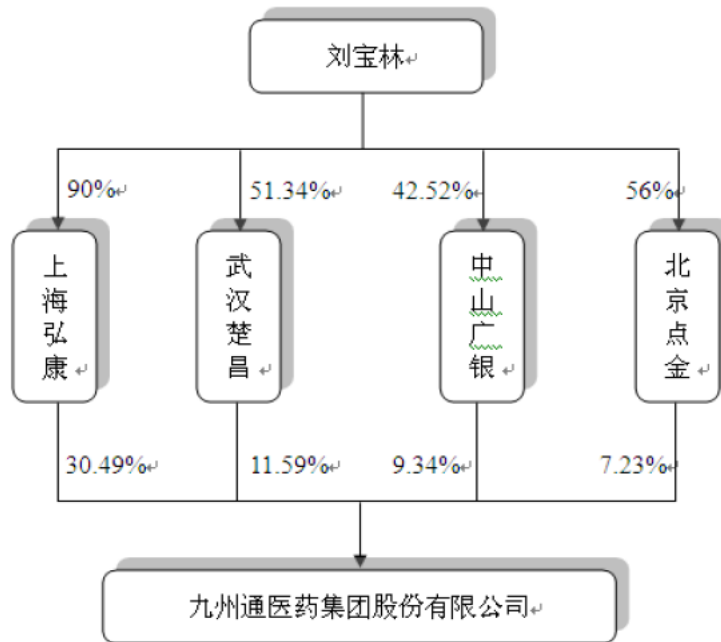 刘宝林
90%
51.34%
42.52%
56%
上海弘康
武汉楚昌
中山广银
北京点金
30.49%
11.59%
9.34%
7.23%
九州通医药集团股份有限公司